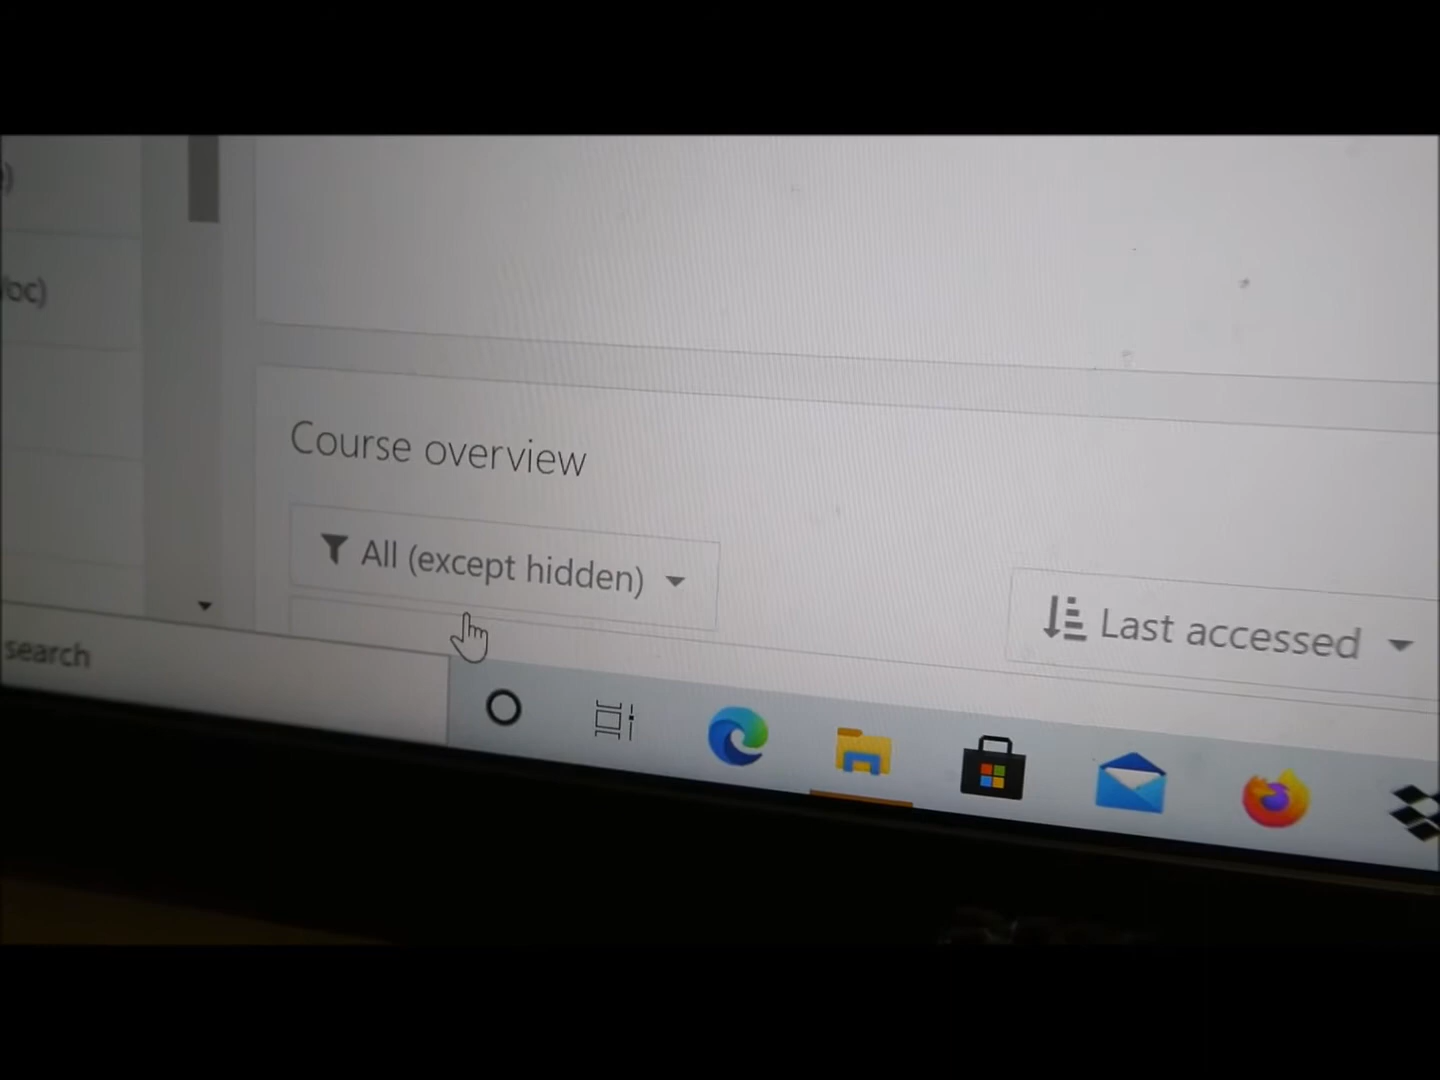 Course overview
All (except hidden)
Last accessed
search